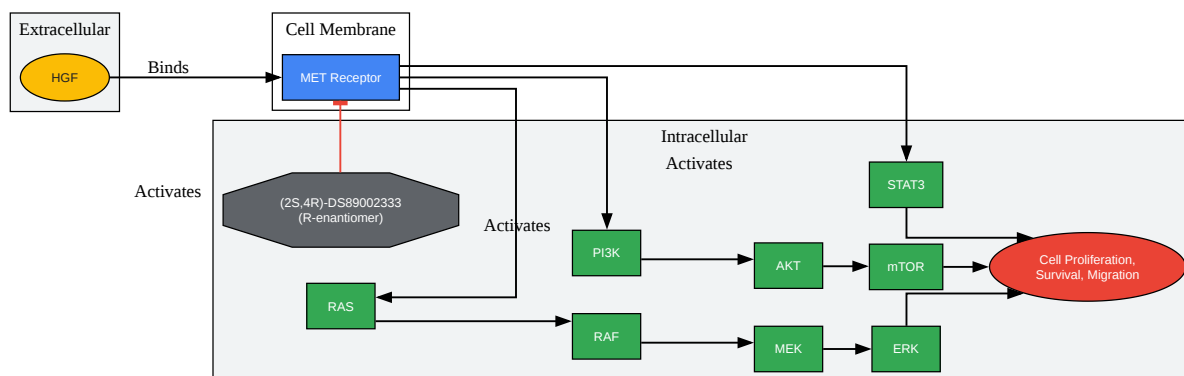 Extracellular
Cell Membrane
HGF
Binds
MET Receptor
Intracellular
Activates
Activates
STAT3
(2S,4R)-DS89002333
(R-enantiomer)
Activates
PI3K
AKT
mTOR
Cell Proliferation,
Survival, Migration
RAS
RAF
MEK
ERK